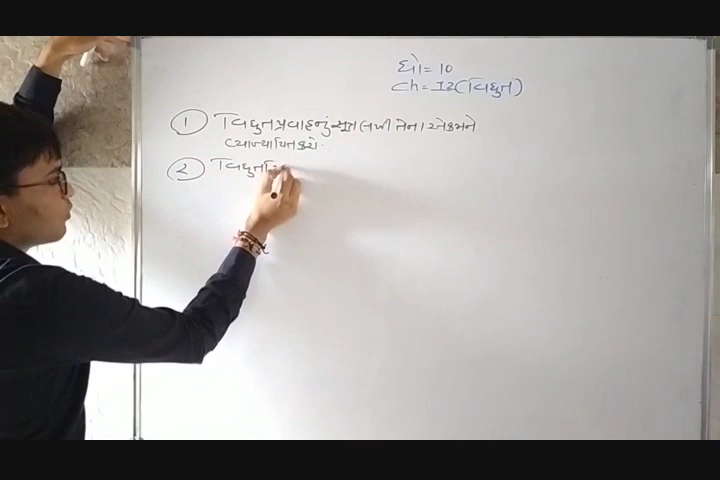 ધો = 10
ch = 12 (વિદ્યુત)
① વિદ્યુતપ્રવાહનું સૂત્ર લખી તેના એકમને
વ્યાખ્યાયિત કરો.
②